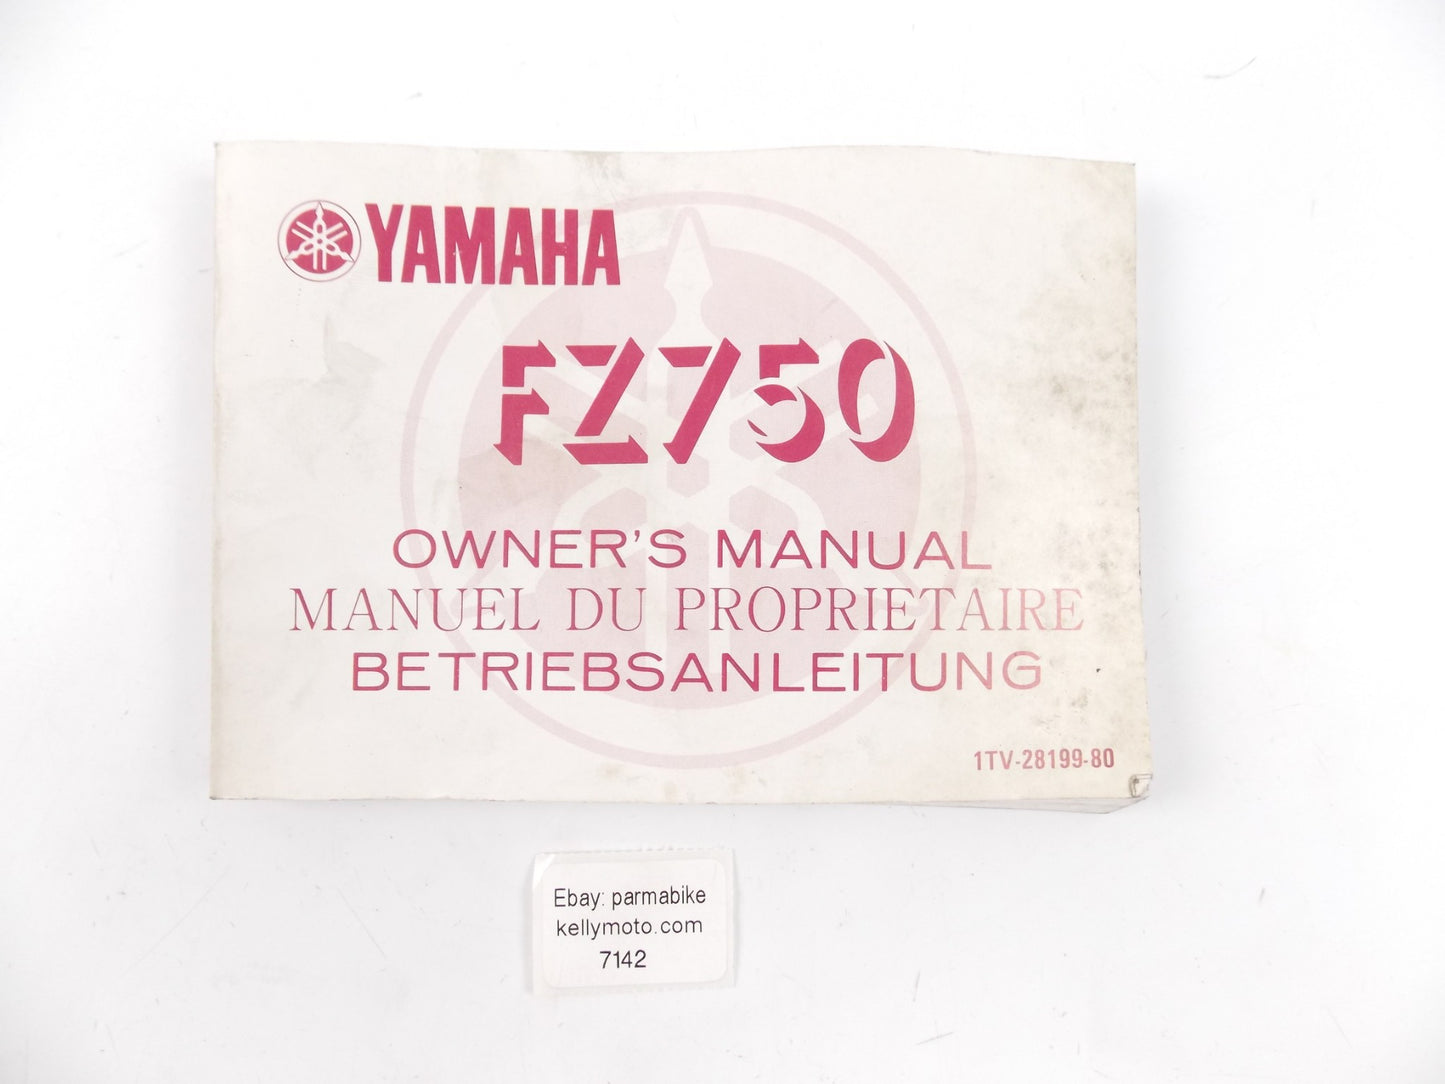 YAMAHA
FZ750
OWNER'S MANUAL
MANUEL DU PROPRIETAIRE
BETRIEBSANLEITUNG
1TV-28199-80
Ebay: parmabike
kellymoto.com
7142